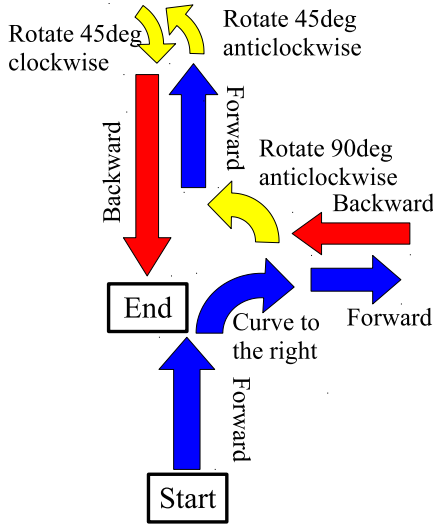 Rotate 45deg
clockwise
Rotate 45deg
anticlockwise
Forward
Backward
Rotate 90deg
anticlockwise
Backward
End
Curve to
the right
Forward
Forward
Start